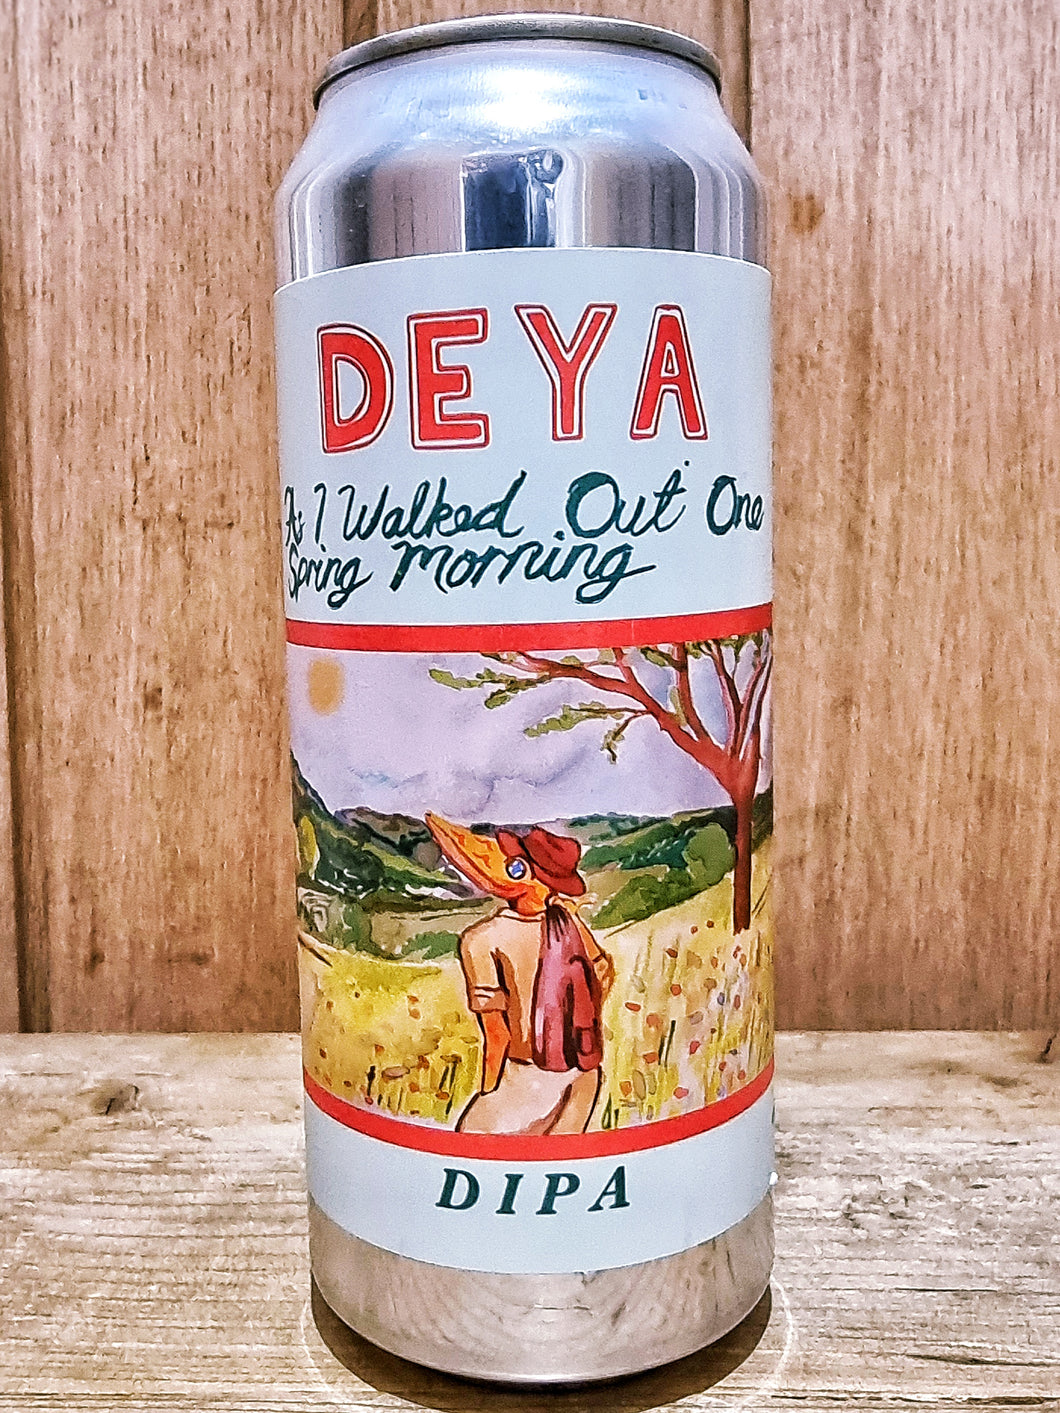 DEYA
As I Walked Out One
Spring Morning
DIPA